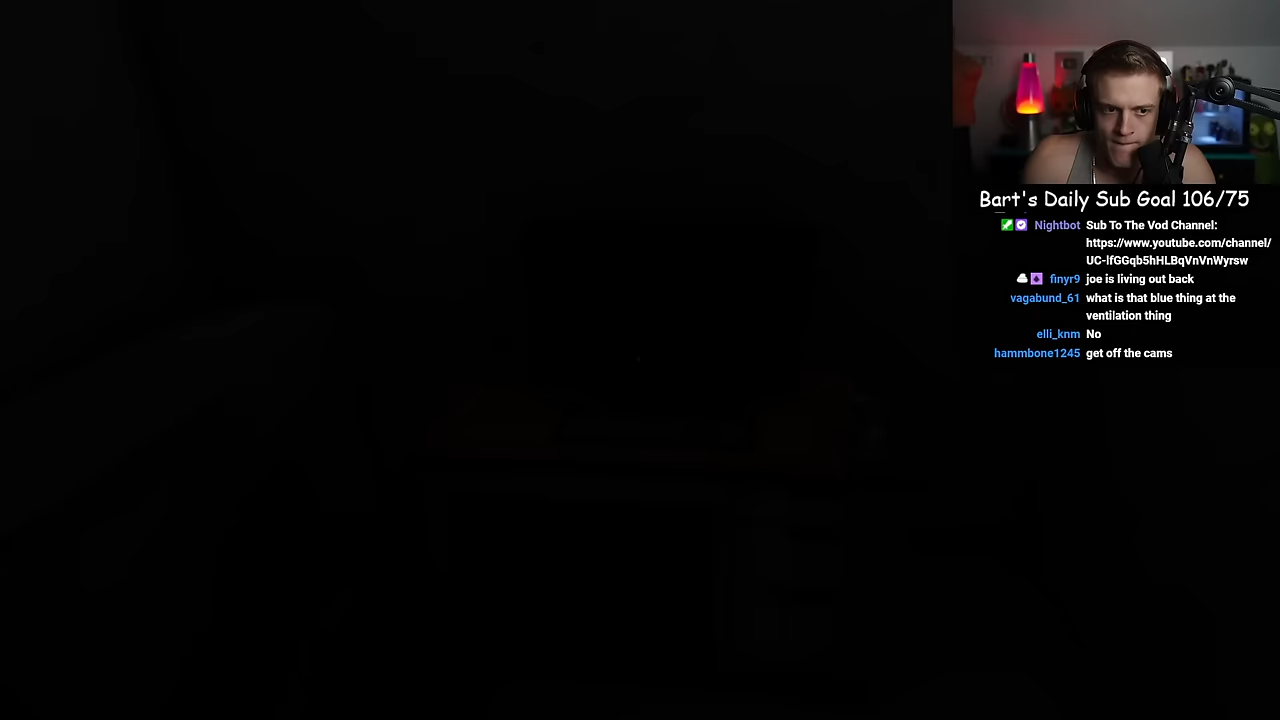 Bart's Daily Sub Goal 106/75
Nightbot Sub To The Vod Channel:
https://www.youtube.com/channel/
UC-lfGGqb5hHLBqVnVnWyrsw
finyr9 joe is living out back
vagabund_61 what is that blue thing at the
ventilation thing
elli_knm No
hammbone1245 get off the cams